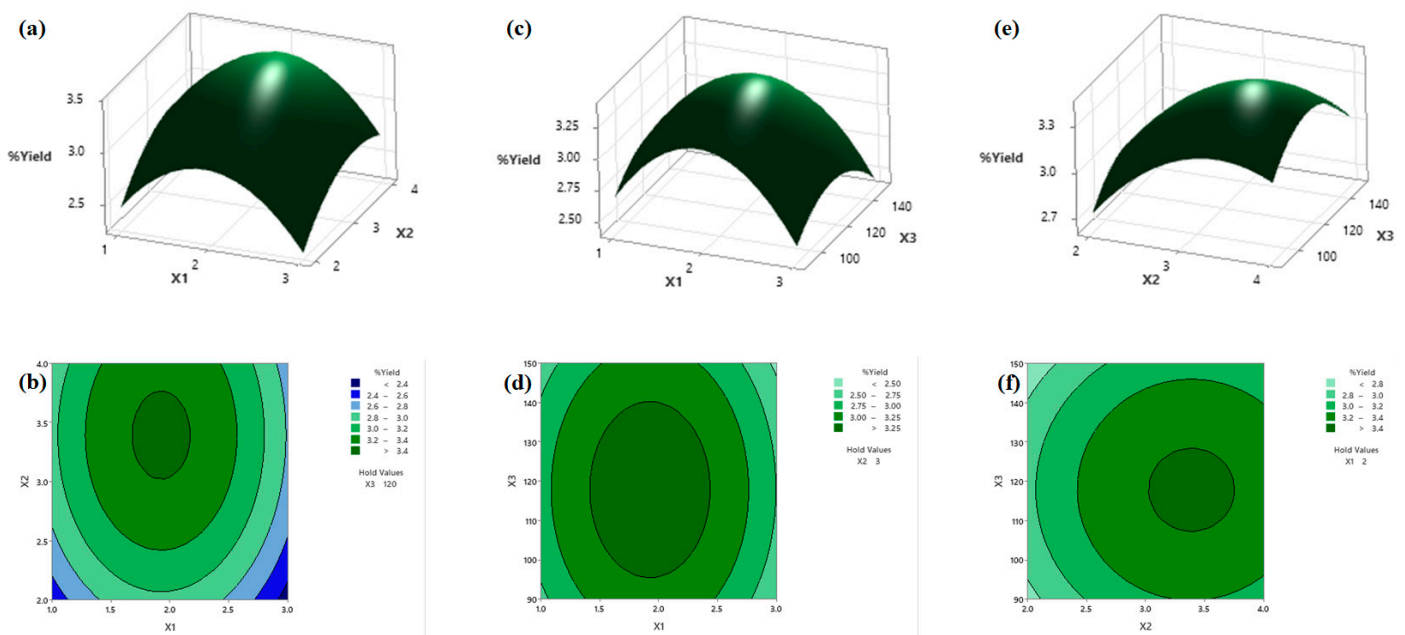 (a)
3.5
3.0
2.5
%Yield
1
2
3
X1
2
3
4
X2
(c)
3.25
3.00
2.75
2.50
%Yield
1
2
3
X1
100
120
140
X3
(e)
3.3
3.0
2.7
%Yield
2
3
4
X2
100
120
140
X3
(b)
4.0
3.5
3.0
2.5
2.0
X2
1.0
1.5
2.0
2.5
3.0
X1
%Yield
< 2.4
2.4 – 2.6
2.6 – 2.8
2.8 – 3.0
3.0 – 3.2
3.2 – 3.4
> 3.4
Hold Values
X3 120
(d)
150
140
130
120
110
100
90
X3
1.0
1.5
2.0
2.5
3.0
X1
%Yield
< 2.50
2.50 – 2.75
2.75 – 3.00
3.00 – 3.25
> 3.25
Hold Values
X2 3
(f)
150
140
130
120
110
100
90
X3
2.0
2.5
3.0
3.5
4.0
X2
%Yield
< 2.8
2.8 – 3.0
3.0 – 3.2
3.2 – 3.4
> 3.4
Hold Values
X1 2